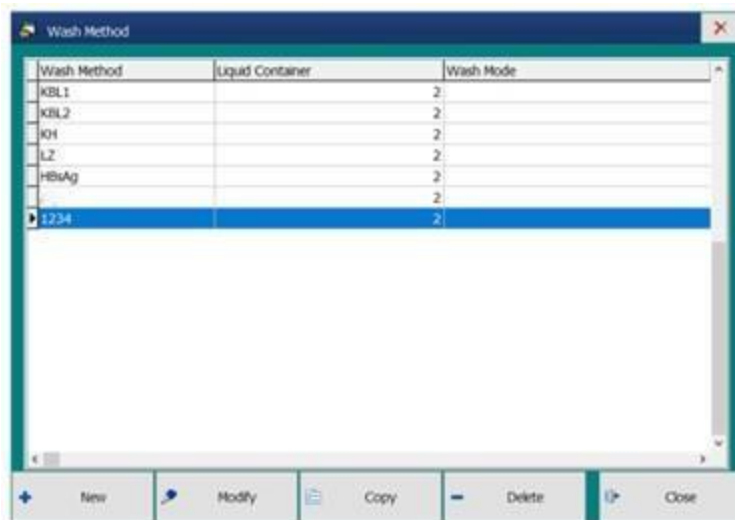 Wash Method
Wash Method Liquid Container Wash Mode
KBL1 2
KBL2 2
KH 2
LZ 2
HBsAg 2
. 2
1234 2
New Modify Copy Delete Close